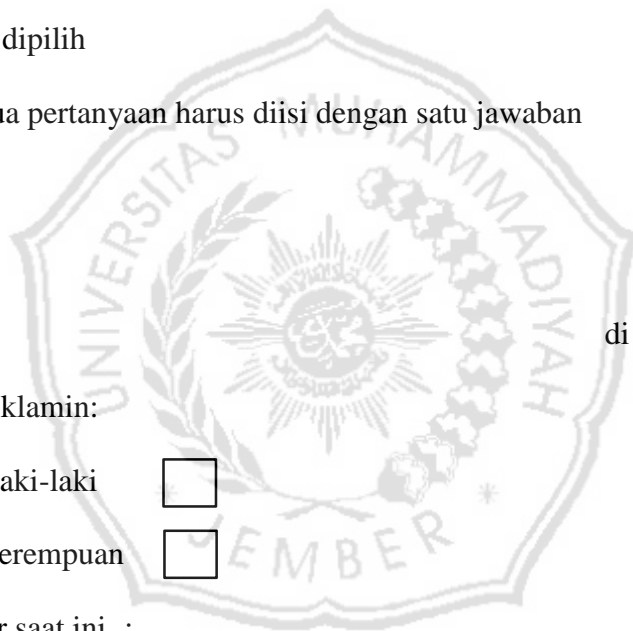 dipilih
ua pertanyaan harus diisi dengan satu jawaban
UNIVERSITAS MUHAMMADIYAH
di
klamin:
aki-laki
erempuan
JEMBER
r saat ini :